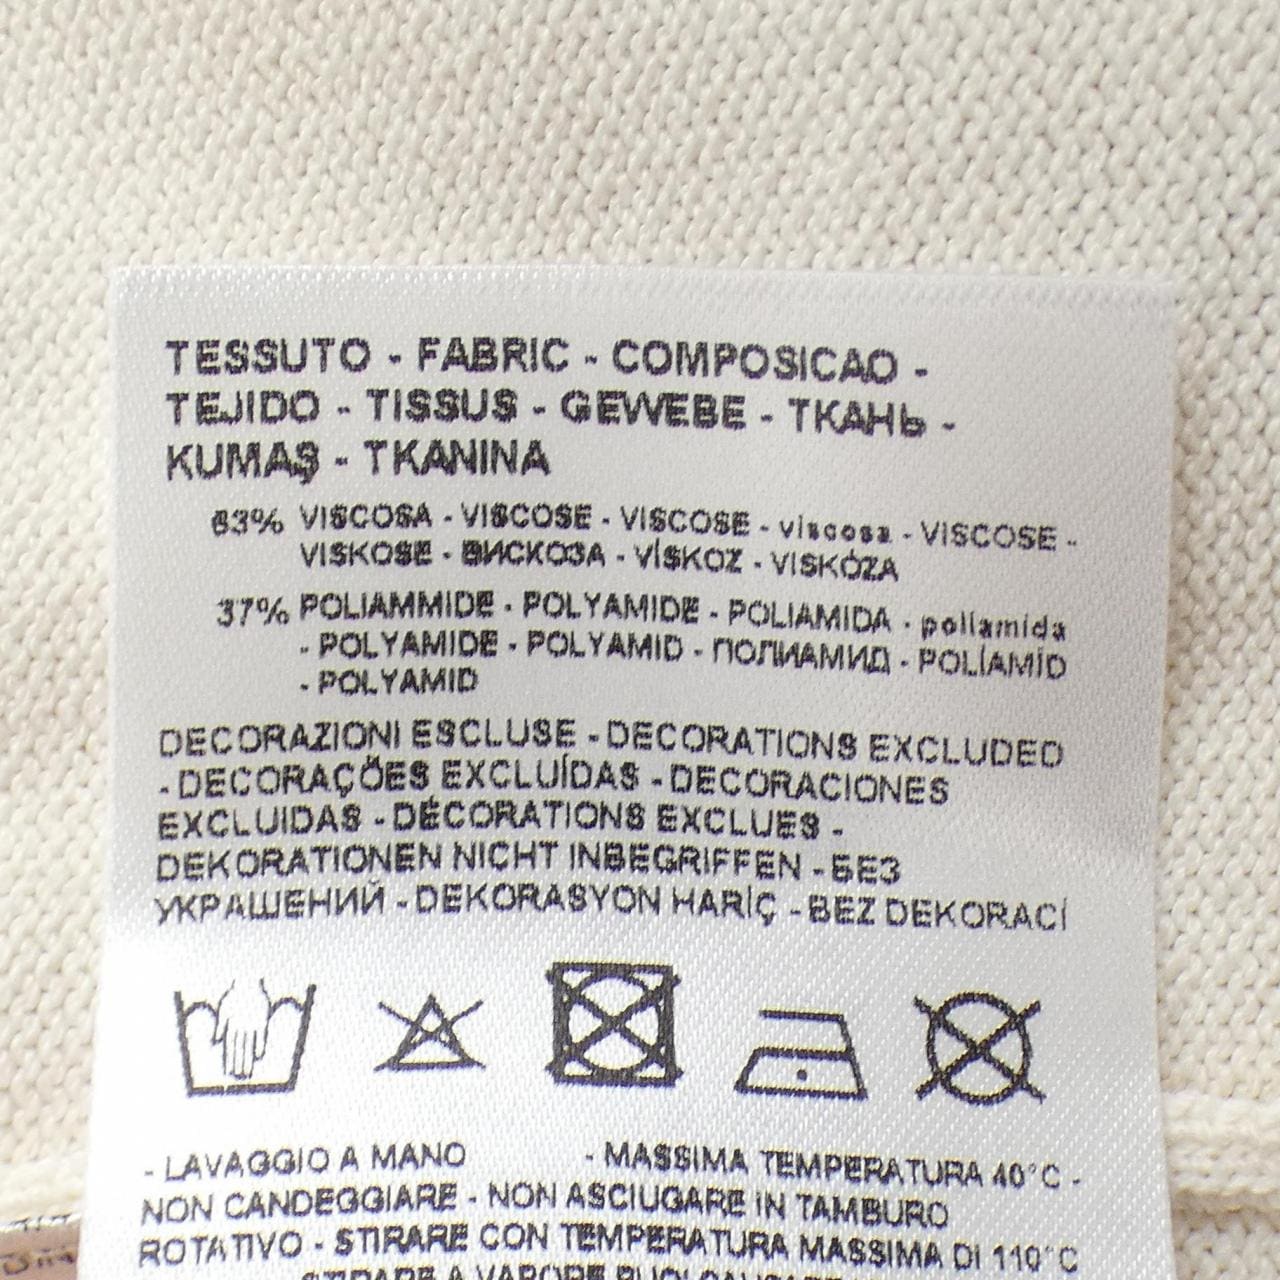 TESSUTO - FABRIC - COMPOSICAO -
TEJIDO - TISSUS - GEWEBE - ТКАНЬ -
KUMAŞ - TKANINA
63% VISCOSA - VISCOSE - VISCOSE - viscosa - VISCOSE -
VISKOSE - ВИСКОЗА - VİSKOZ - VISKÓZA
37% POLIAMMIDE - POLYAMIDE - POLIAMIDA - poliamida
- POLYAMIDE - POLYAMID - ПОЛИАМИД - POLİAMİD
- POLYAMID
DECORAZIONI ESCLUSE - DECORATIONS EXCLUDED
- DECORAÇÕES EXCLUÍDAS - DECORACIONES
EXCLUIDAS - DÉCORATIONS EXCLUES -
DEKORATIONEN NICHT INBEGRIFFEN - БЕЗ
УКРАШЕНИЙ - DEKORASYON HARİÇ - BEZ DEKORACÍ
- LAVAGGIO A MANO - MASSIMA TEMPERATURA 40°C -
NON CANDEGGIARE - NON ASCIUGARE IN TAMBURO
ROTATIVO - STIRARE CON TEMPERATURA MASSIMA DI 110°C
STIRARE A VAPORE PUO'